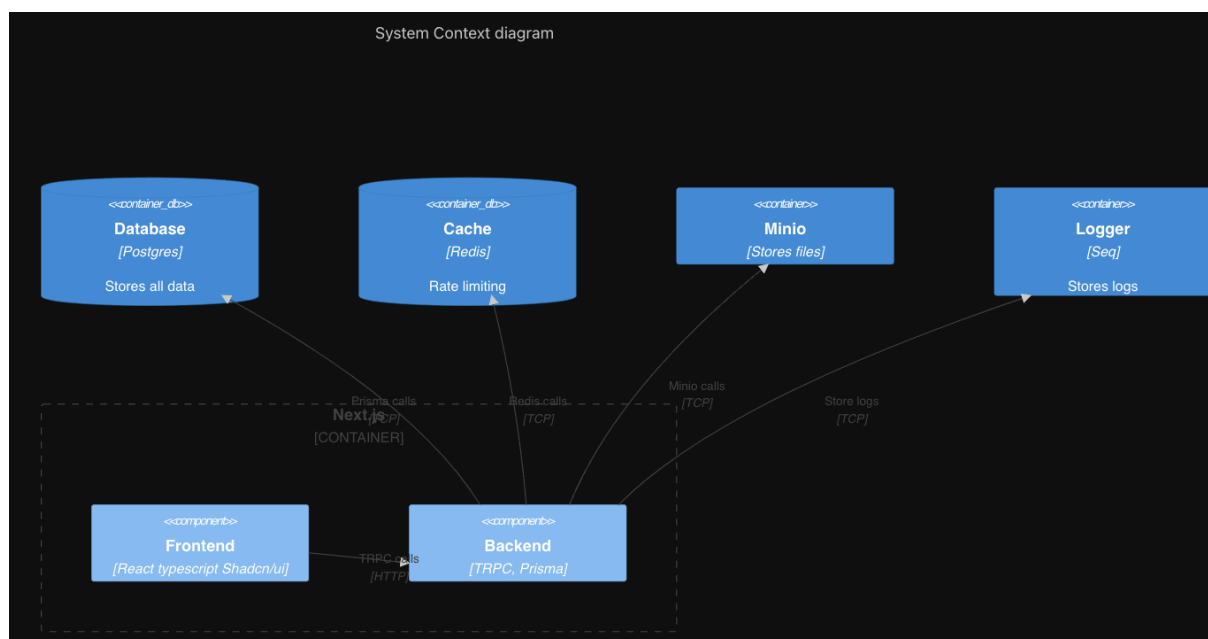 System Context diagram
<<container_db>>
Database
[Postgres]
Stores all data
<<container_db>>
Cache
[Redis]
Rate limiting
<<container>>
Minio
[Stores files]
<<container>>
Logger
[Seq]
Stores logs
Prisma calls
[TCP]
Redis calls
[TCP]
Minio calls
[TCP]
Store logs
[TCP]
Next.js
[CONTAINER]
<<component>>
Frontend
[React typescript Shadcn/ui]
TRPC calls
[HTTP]
<<component>>
Backend
[TRPC, Prisma]